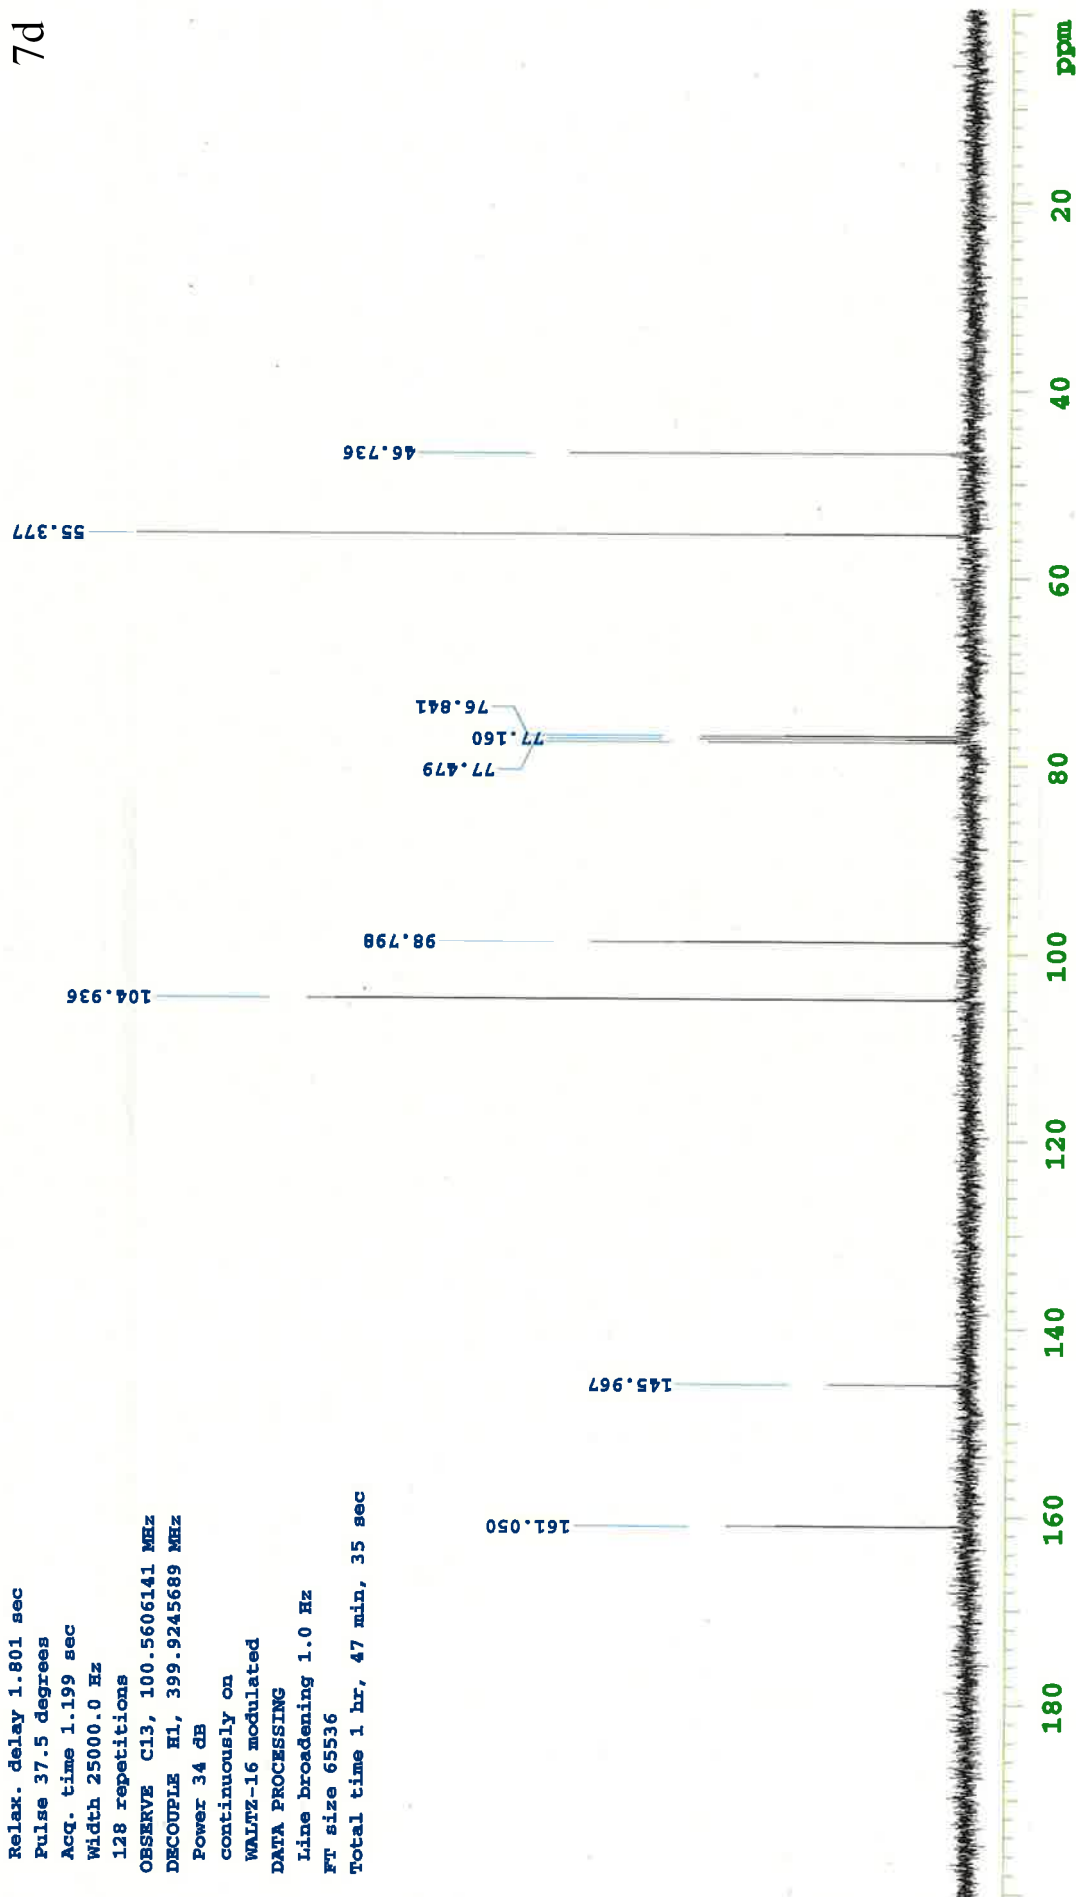 7d
Relax. delay 1.801 sec
Pulse 37.5 degrees
Acq. time 1.199 sec
Width 25000.0 Hz
128 repetitions
OBSERVE C13, 100.5606141 MHz
DECOUPLE H1, 399.9245689 MHz
Power 34 dB
continuously on
WALTZ-16 modulated
DATA PROCESSING
Line broadening 1.0 Hz
FT size 65536
Total time 1 hr, 47 min, 35 sec
161.050
145.967
104.936
98.798
77.479
77.160
76.841
55.377
46.736
180
160
140
120
100
80
60
40
20
ppm